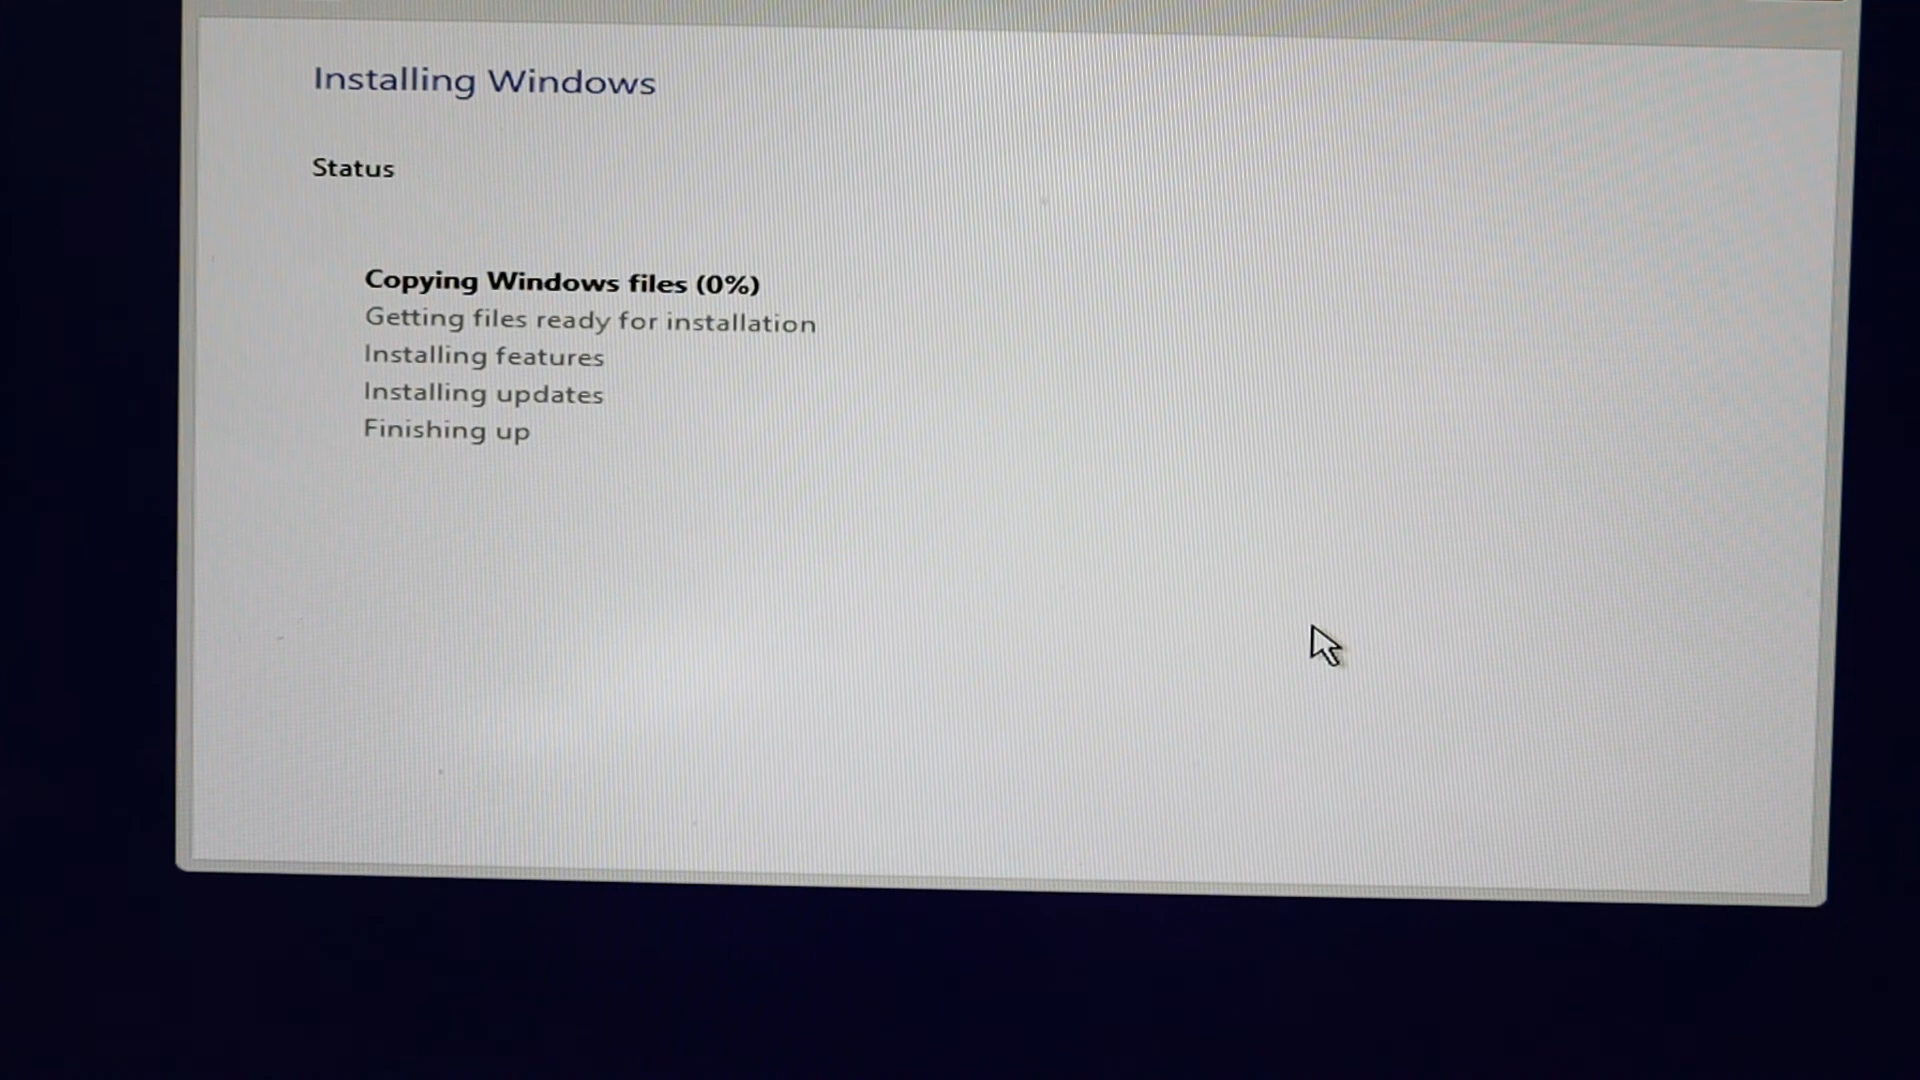 Installing Windows
Status
Copying Windows files (0%)
Getting files ready for installation
Installing features
Installing updates
Finishing up